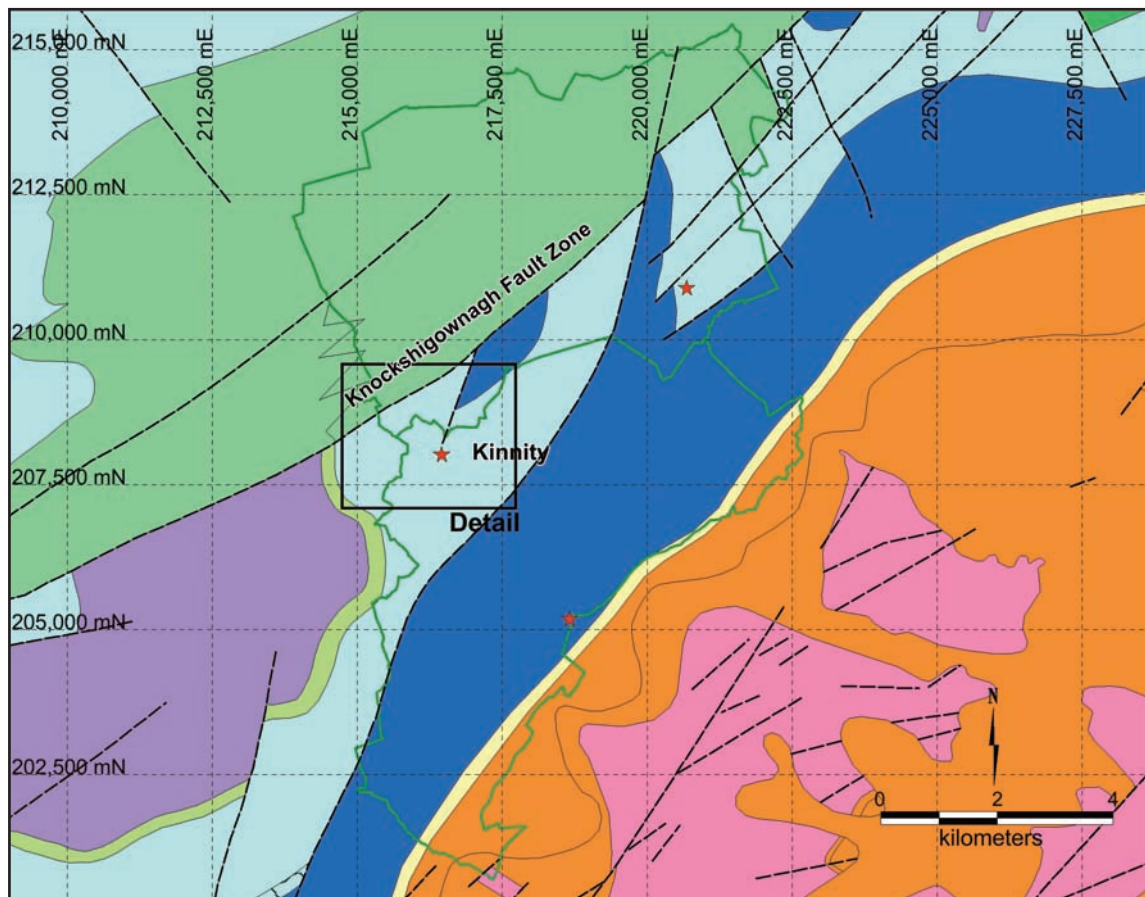 210,000 mE
212,500 mE
215,000 mE
217,500 mE
220,000 mE
222,500 mE
225,000 mE
227,500 mE
215,000 mN
212,500 mN
Knockshigownagh Fault Zone
210,000 mN
Kinnity
207,500 mN
Detail
205,000 mN
N
202,500 mN
0 2 4
kilometers